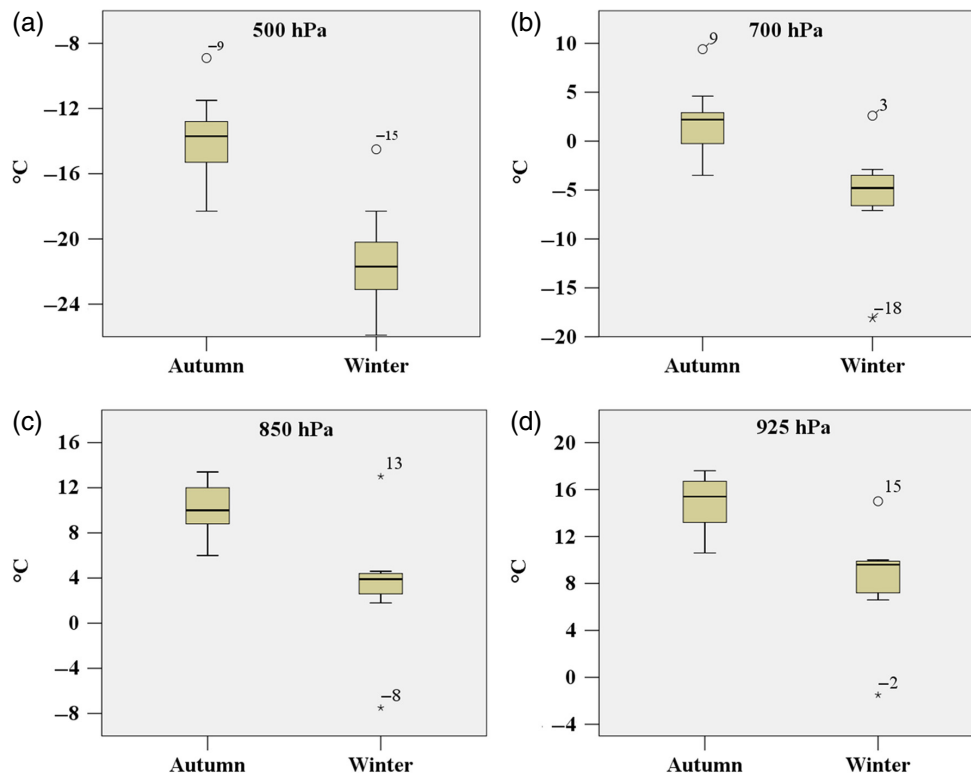 (a)
500 hPa
−8
−12
−16
−20
−24
°C
−9
−15
Autumn
Winter
(b)
700 hPa
10
5
0
−5
−10
−15
−20
°C
9
3
−18
Autumn
Winter
(c)
850 hPa
16
12
8
4
0
−4
−8
°C
13
−8
Autumn
Winter
(d)
925 hPa
20
16
12
8
4
0
−4
°C
15
−2
Autumn
Winter